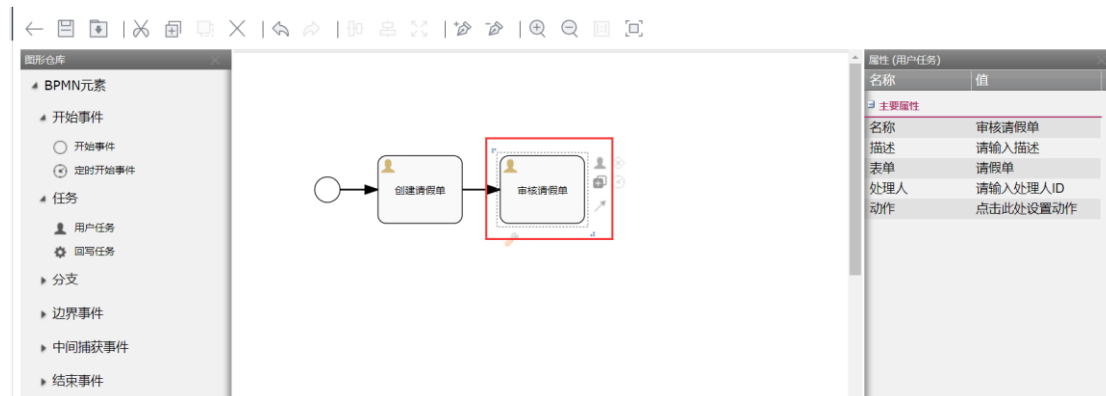 图形仓库
BPMN元素
开始事件
开始事件
定时开始事件
任务
用户任务
回写任务
分支
边界事件
中间捕获事件
结束事件
创建请假单
审核请假单
属性 (用户任务)
名称 值
主要属性
名称 审核请假单
描述 请输入描述
表单 请假单
处理人 请输入处理人ID
动作 点击此处设置动作